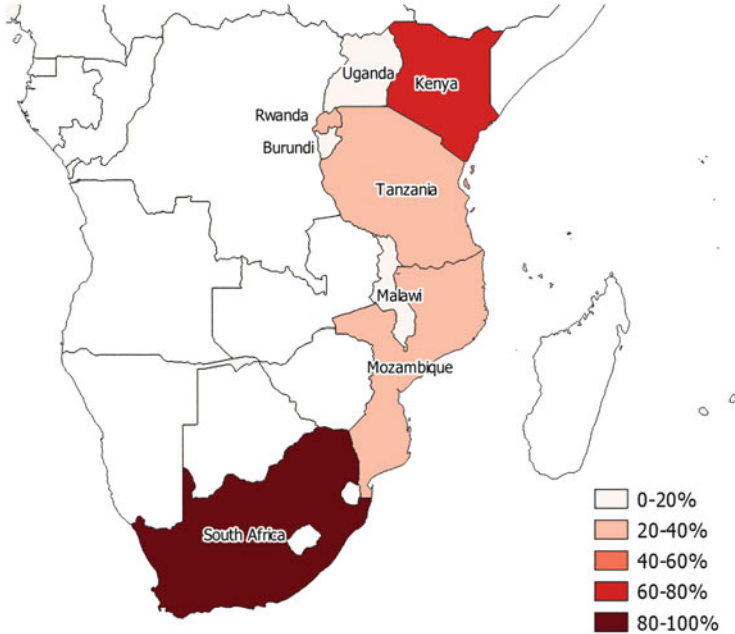 Uganda
Kenya
Rwanda
Burundi
Tanzania
Malawi
Mozambique
South Africa
0-20%
20-40%
40-60%
60-80%
80-100%